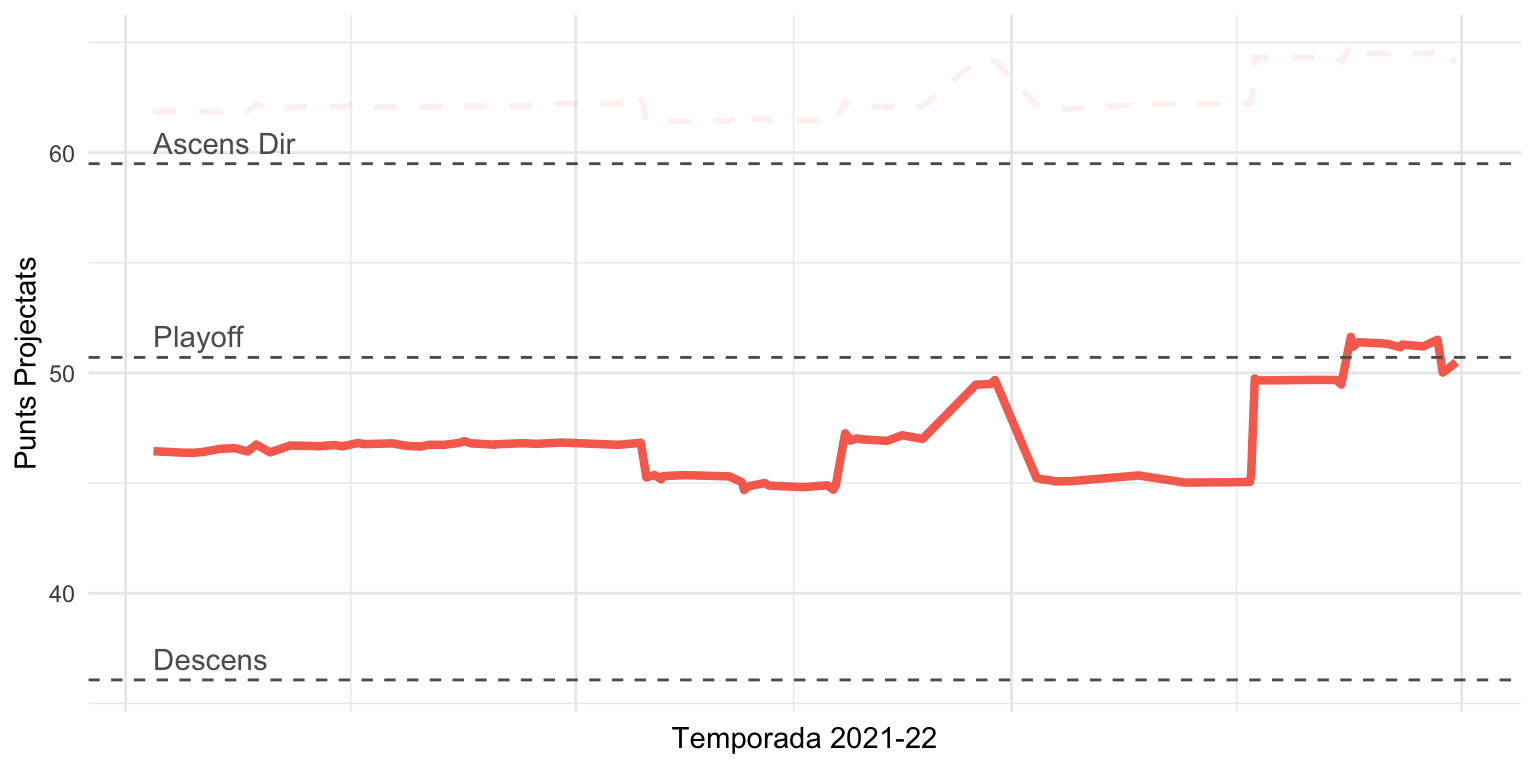 Ascens Dir
60
Playoff
50
40
Descens
Punts Projectats
Temporada 2021-22